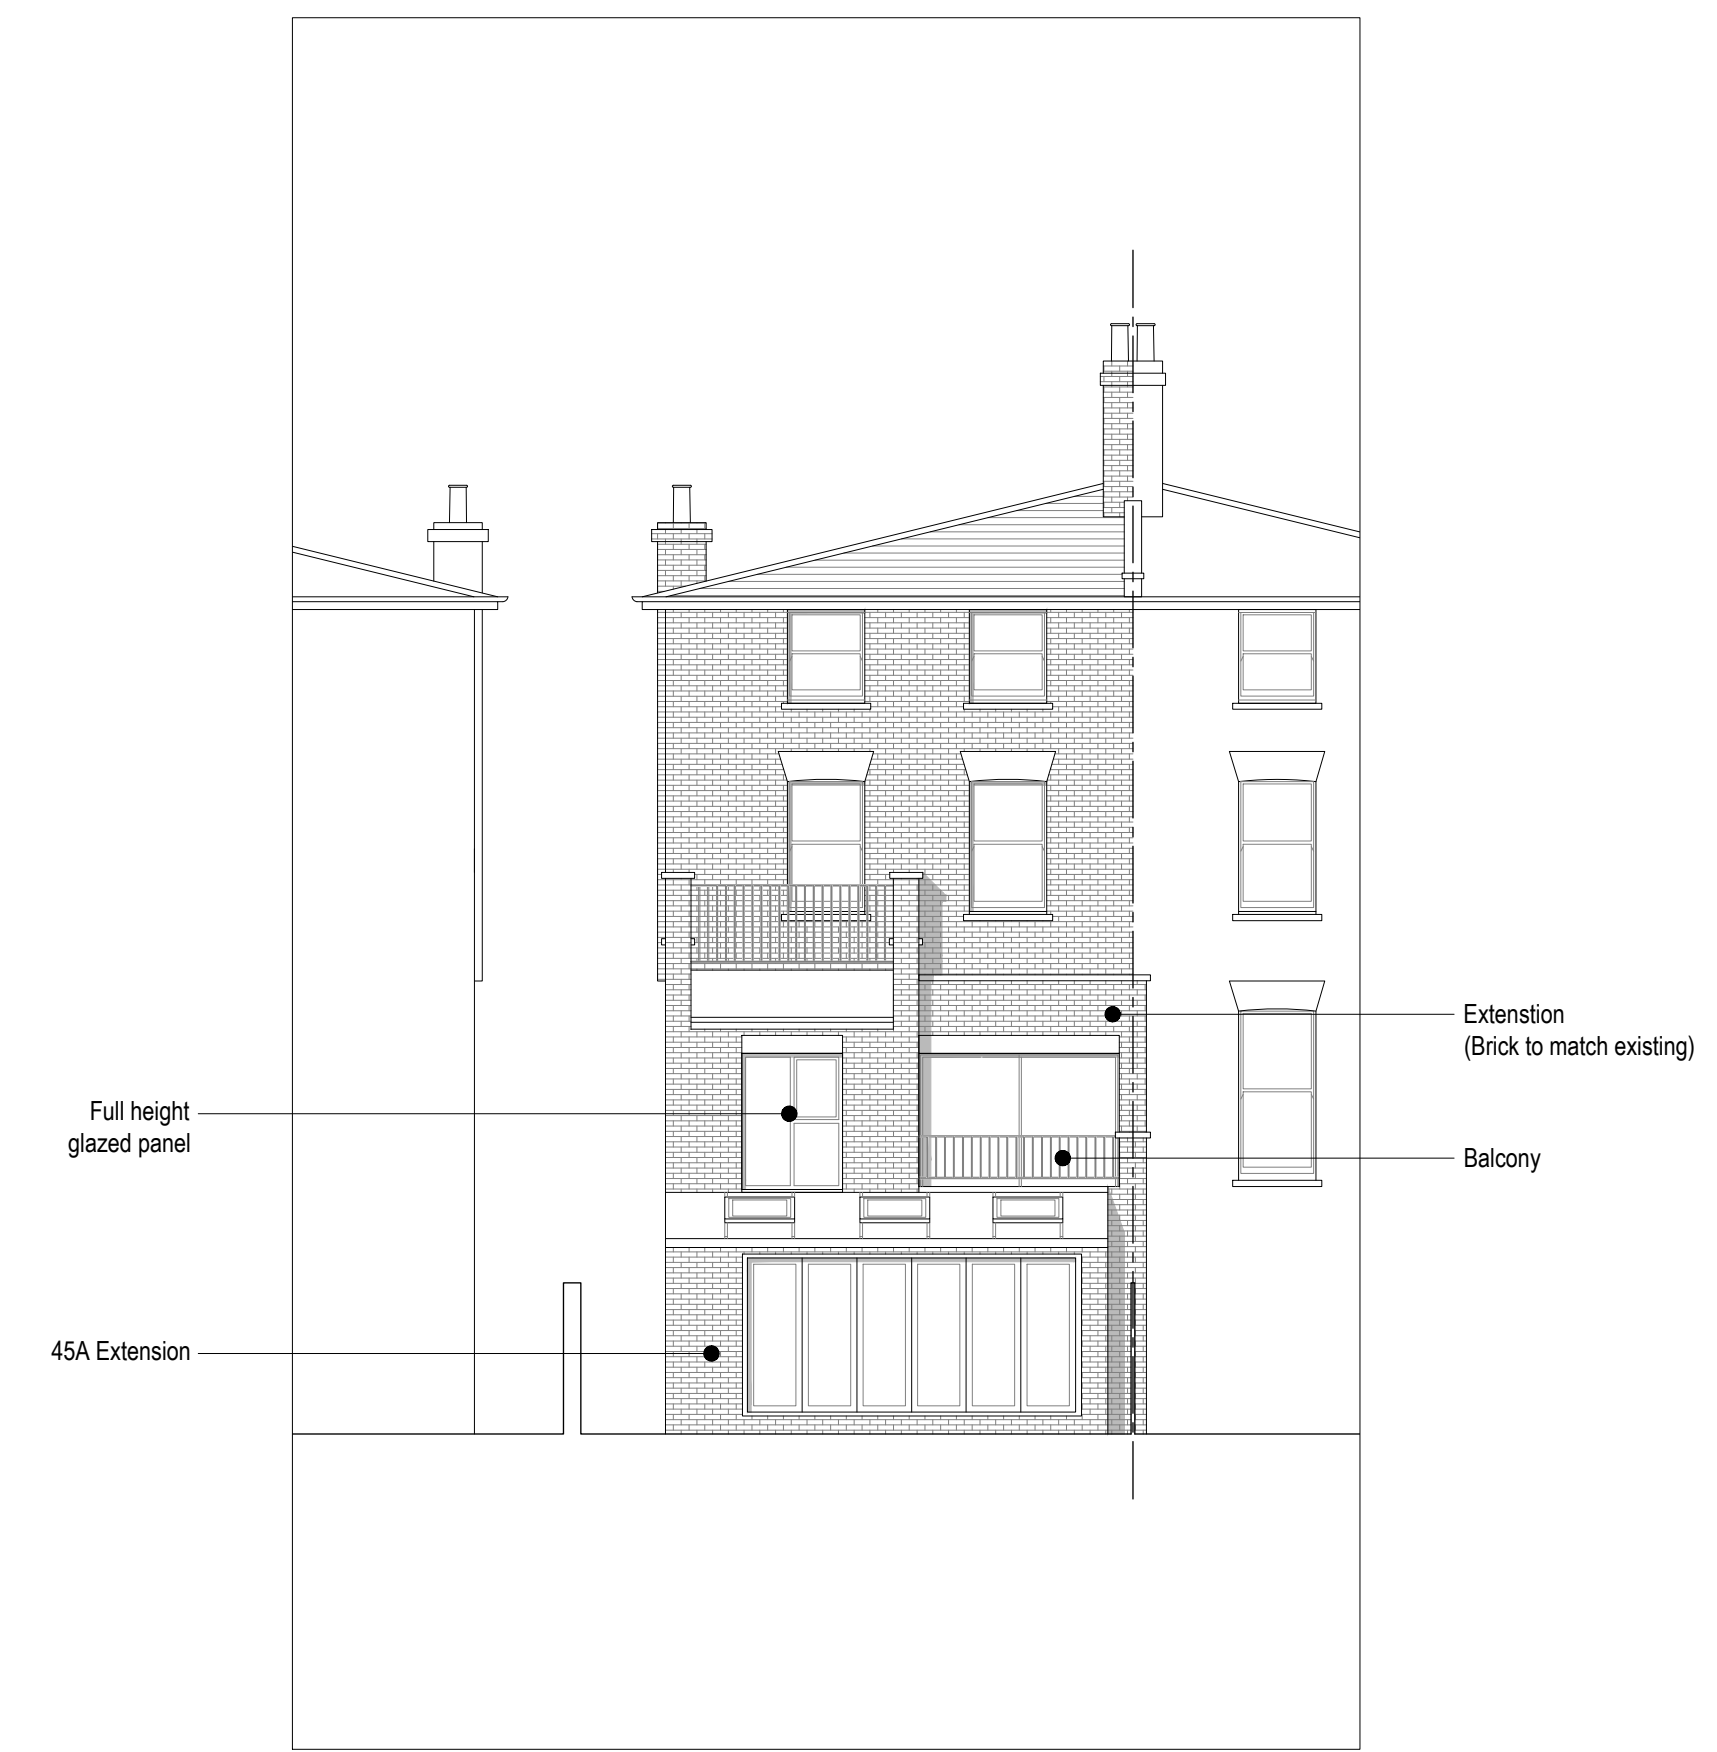 Extenstion
(Brick to match existing)
Full height
glazed panel
Balcony
45A Extension